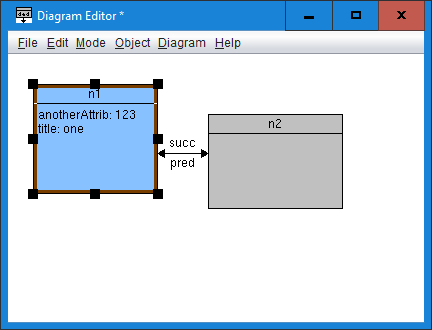 Diagram Editor *
File Edit Mode Object Diagram Help
n1
anotherAttrib: 123
title: one
succ
pred
n2